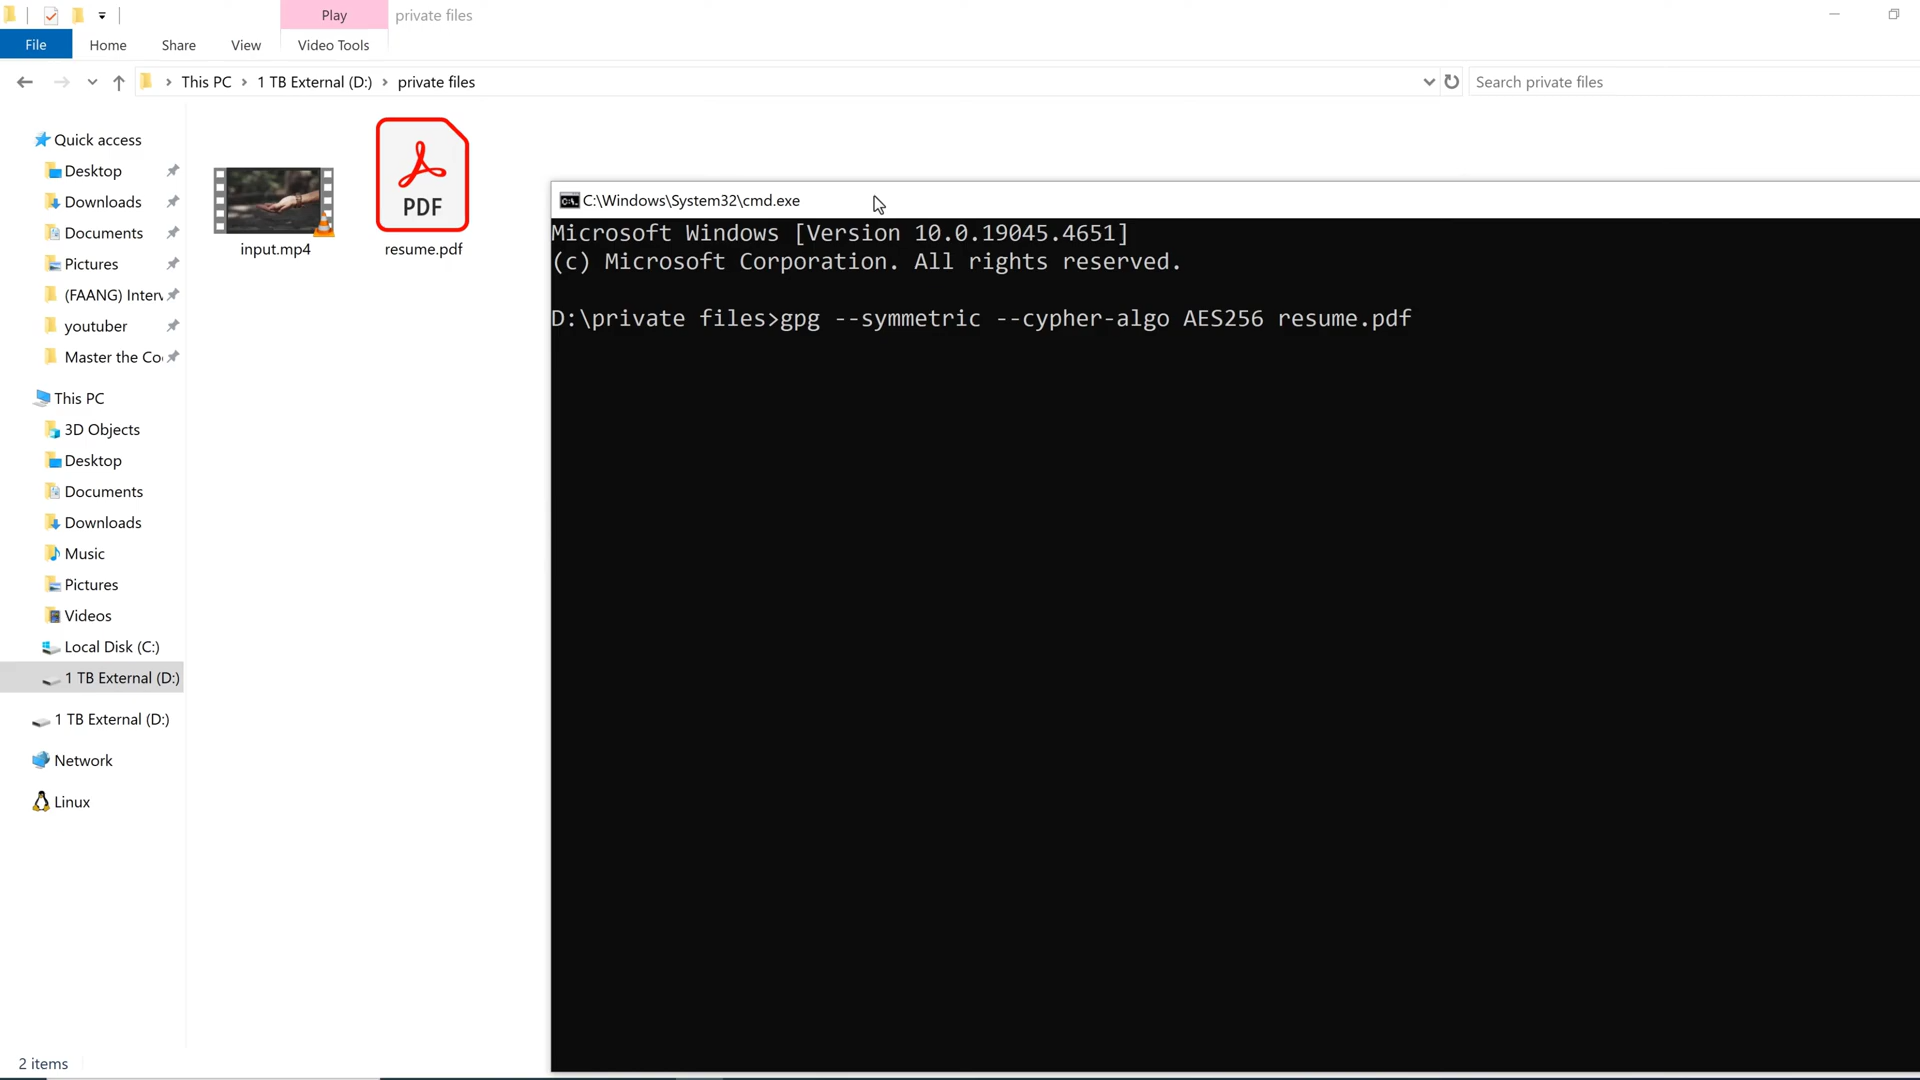 Play
private files
File
Home
Share
View
Video Tools
This PC
1 TB External (D:)
private files
Search private files
Quick access
Desktop
Downloads
Documents
Pictures
(FAANG) Interv
youtuber
Master the Co
This PC
3D Objects
Desktop
Documents
Downloads
Music
Pictures
Videos
Local Disk (C:)
1 TB External (D:)
1 TB External (D:)
Network
Linux
input.mp4
PDF
resume.pdf
C:\Windows\System32\cmd.exe
Microsoft Windows [Version 10.0.19045.4651]
(c) Microsoft Corporation. All rights reserved.
D:\private files>gpg --symmetric --cypher-algo AES256 resume.pdf
2 items